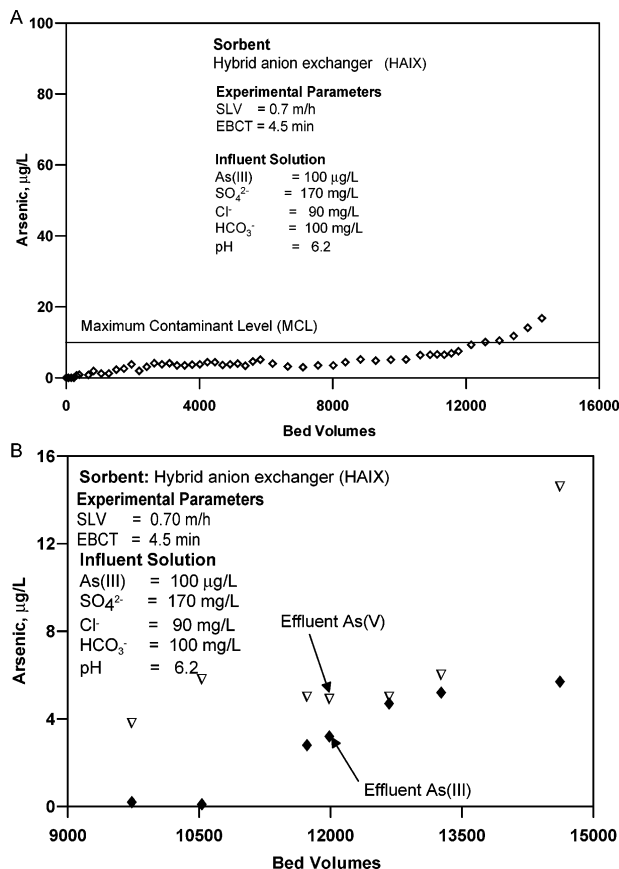 A
100
80
60
40
20
0
Arsenic, µg/L
Sorbent
Hybrid anion exchanger (HAIX)
Experimental Parameters
SLV = 0.7 m/h
EBCT = 4.5 min
Influent Solution
As(III) = 100 µg/L
SO₄²⁻ = 170 mg/L
Cl⁻ = 90 mg/L
HCO₃⁻ = 100 mg/L
pH = 6.2
Maximum Contaminant Level (MCL)
0 4000 8000 12000 16000
Bed Volumes
B
16
12
8
4
0
Arsenic, µg/L
Sorbent: Hybrid anion exchanger (HAIX)
Experimental Parameters
SLV = 0.70 m/h
EBCT = 4.5 min
Influent Solution
As(III) = 100 µg/L
SO4²⁻ = 170 mg/L
Cl⁻ = 90 mg/L
HCO₃⁻ = 100 mg/L
pH = 6.2
Effluent As(V)
Effluent As(III)
9000 10500 12000 13500 15000
Bed Volumes